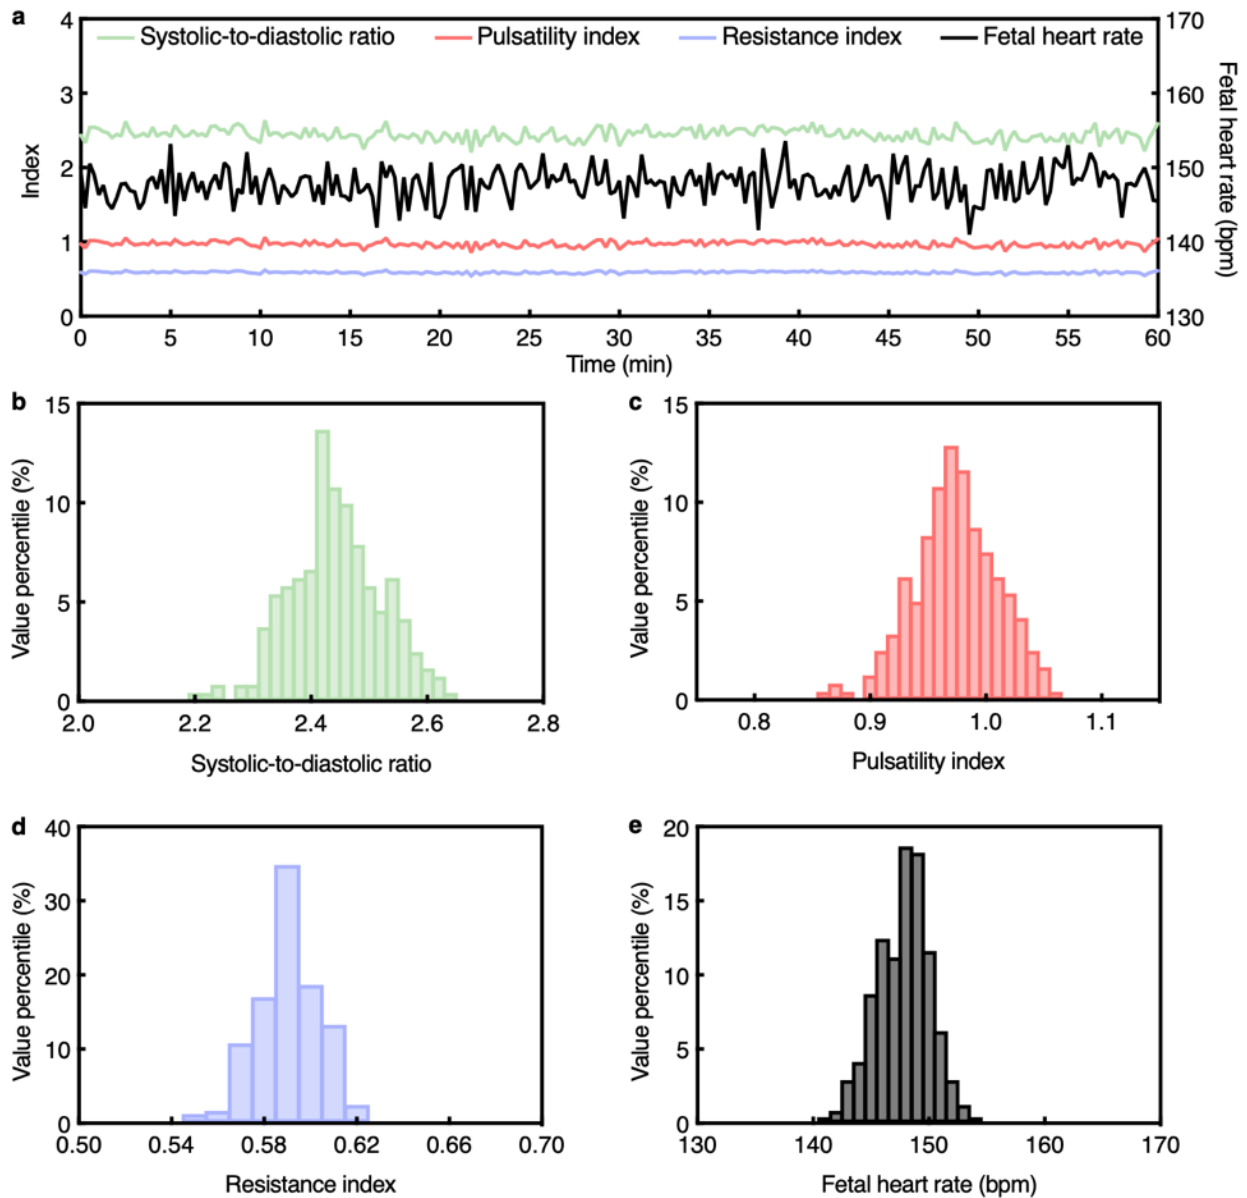 a
Systolic-to-diastolic ratio Pulsatility index Resistance index Fetal heart rate
Index
4
3
2
1
0
170
160
150
140
130
Fetal heart rate (bpm)
0 5 10 15 20 25 30 35 40 45 50 55 60
Time (min)
b
Value percentile (%)
15
10
5
0
2.0 2.2 2.4 2.6 2.8
Systolic-to-diastolic ratio
c
Value percentile (%)
15
10
5
0
0.8 0.9 1.0 1.1
Pulsatility index
d
Value percentile (%)
40
30
20
10
0
0.50 0.54 0.58 0.62 0.66 0.70
Resistance index
e
Value percentile (%)
20
15
10
5
0
130 140 150 160 170
Fetal heart rate (bpm)